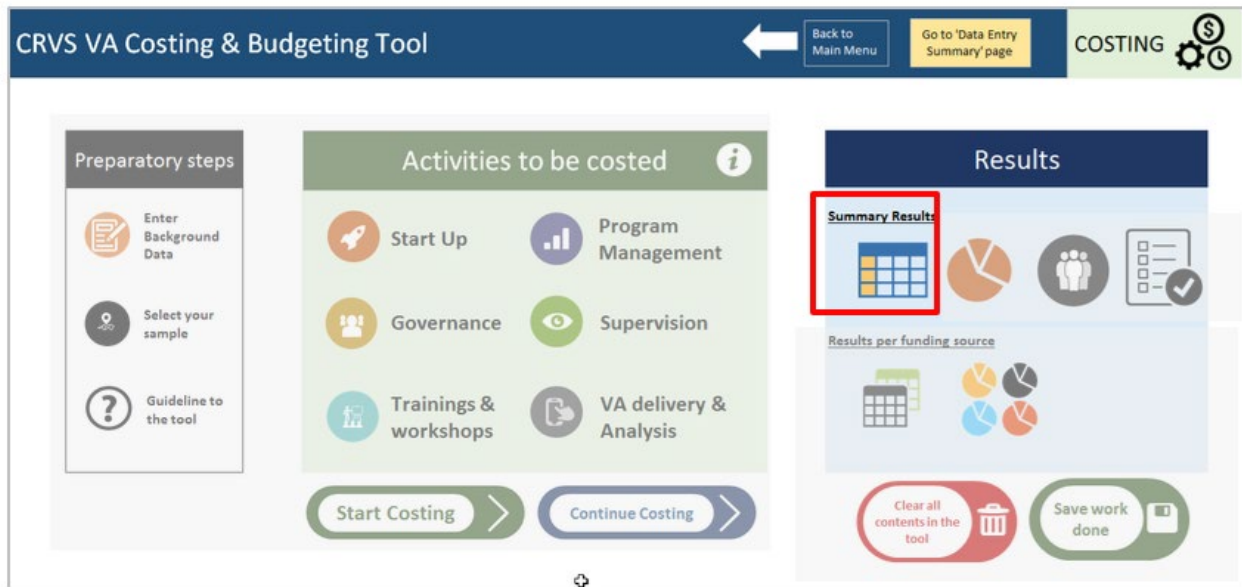 CRVS VA Costing & Budgeting Tool
Back to
Main Menu
Go to 'Data Entry
Summary' page
COSTING
Preparatory steps
Enter
Background
Data
Select your
sample
Guideline to
the tool
Activities to be costed
Start Up
Program
Management
Governance
Supervision
Trainings &
workshops
VA delivery &
Analysis
Start Costing
Continue Costing
Results
Summary Results
Results per funding source
Clear all
contents in the
tool
Save work
done